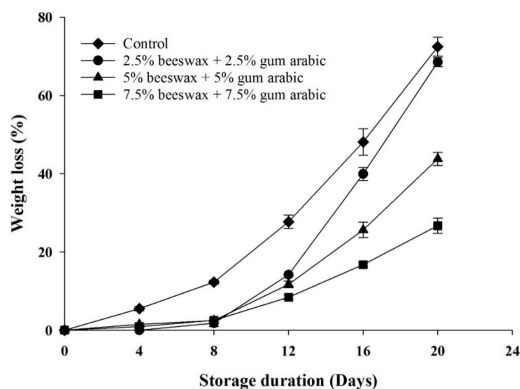 80
Control
2.5% beeswax + 2.5% gum arabic
5% beeswax + 5% gum arabic
7.5% beeswax + 7.5% gum arabic
60
40
20
0
Weight loss (%)
0 4 8 12 16 20 24
Storage duration (Days)